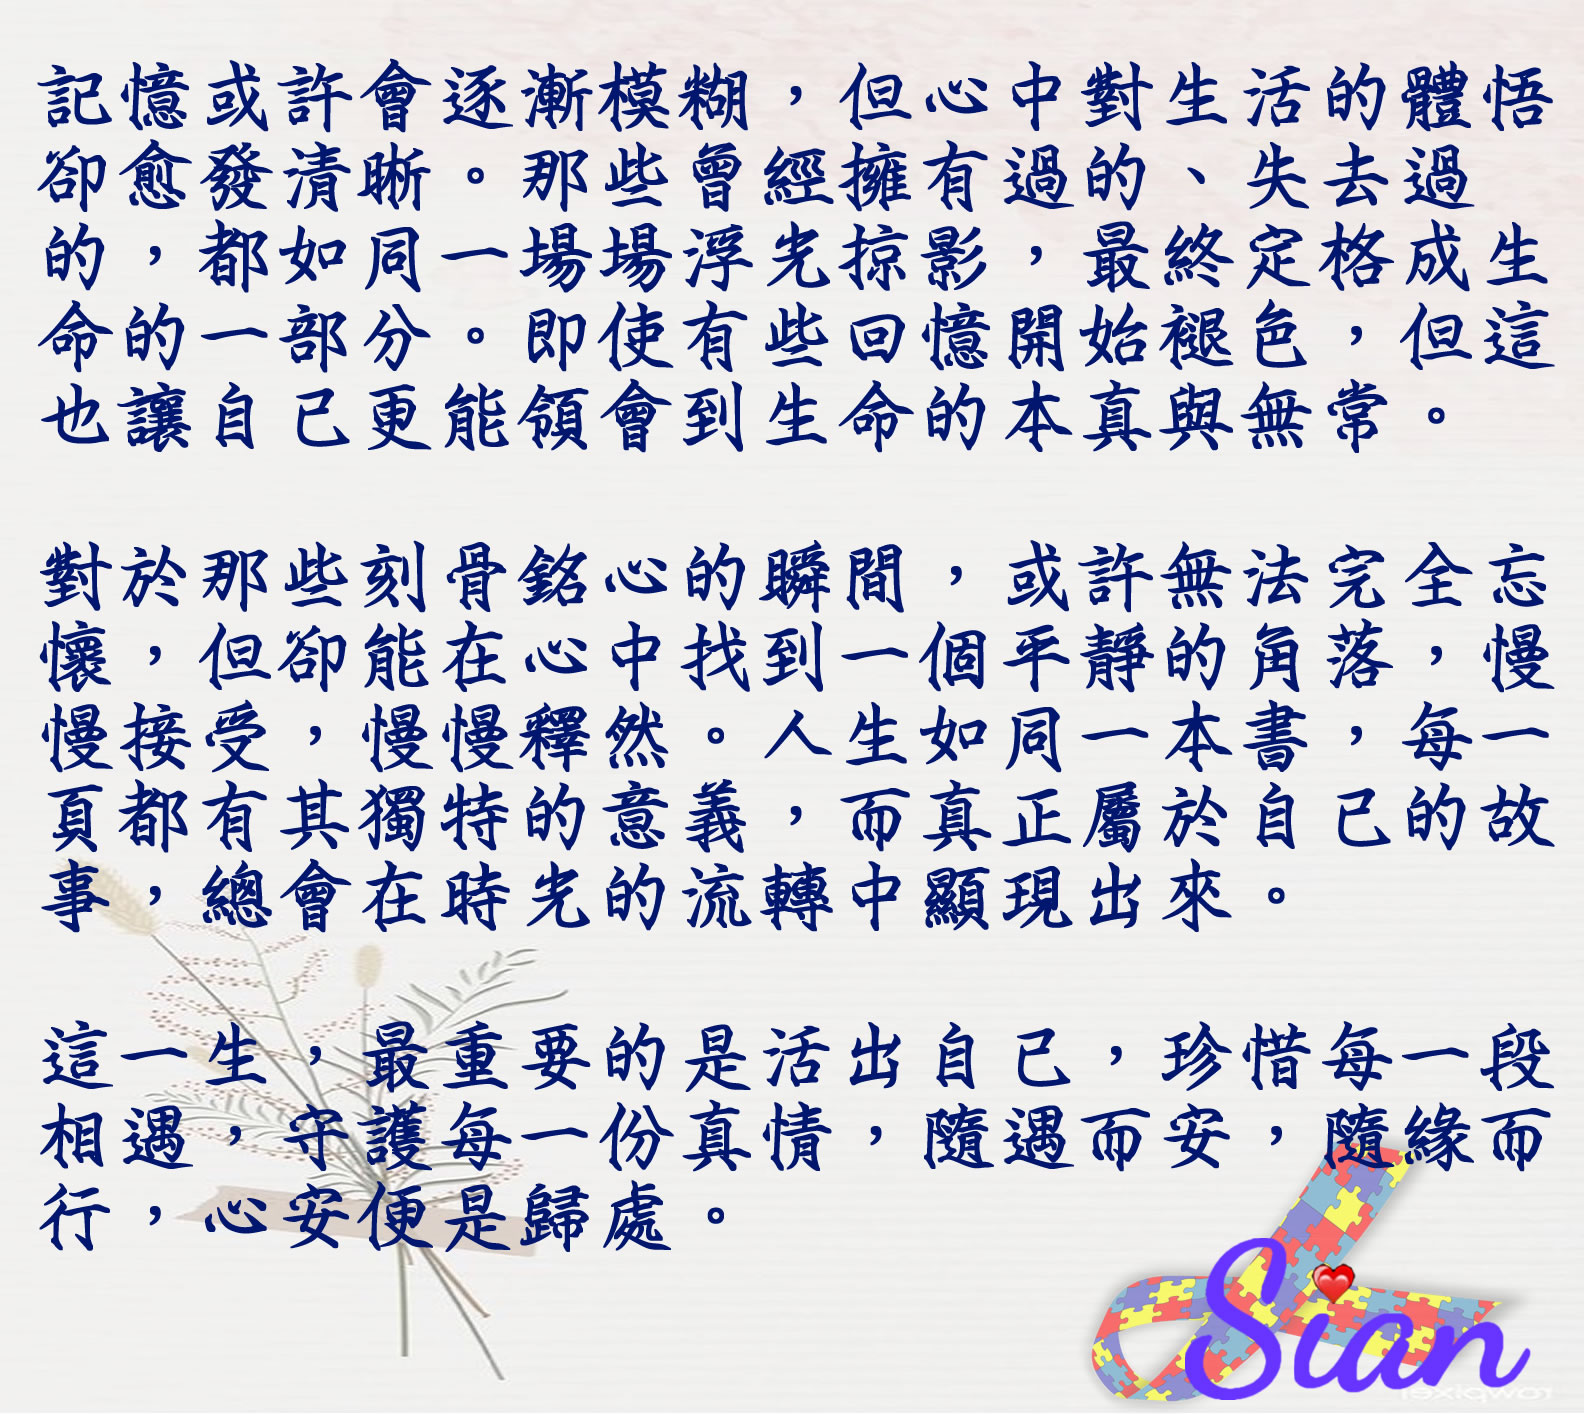 記憶或許會逐漸模糊，但心中對生活的體悟
卻愈發清晰。那些曾經擁有過的、失去過
的，都如同一場場浮光掠影，最終定格成生
命的一部分。即使有些回憶開始褪色，但這
也讓自己更能領會到生命的本真與無常。
對於那些刻骨銘心的瞬間，或許無法完全忘
懷，但卻能在心中找到一個平靜的角落，慢
慢接受，慢慢釋然。人生如同一本書，每一
頁都有其獨特的意義，而真正屬於自己的故
事，總會在時光的流轉中顯現出來。
這一生，最重要的是活出自己，珍惜每一段
相遇，守護每一份真情，隨遇而安，隨緣而
行，心安便是歸處。
Sian